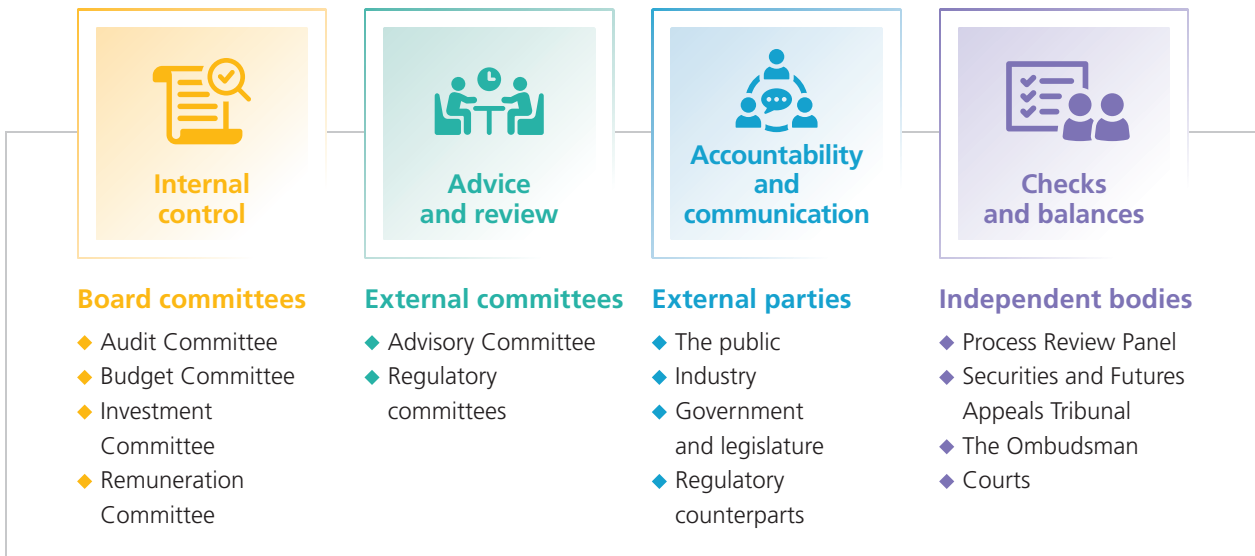 Internal
control
Board committees
Audit Committee
Budget Committee
Investment
Committee
Remuneration
Committee
Advice
and review
External committees
Advisory Committee
Regulatory
committees
Accountability
and
communication
External parties
The public
Industry
Government
and legislature
Regulatory
counterparts
Checks
and balances
Independent bodies
Process Review Panel
Securities and Futures
Appeals Tribunal
The Ombudsman
Courts